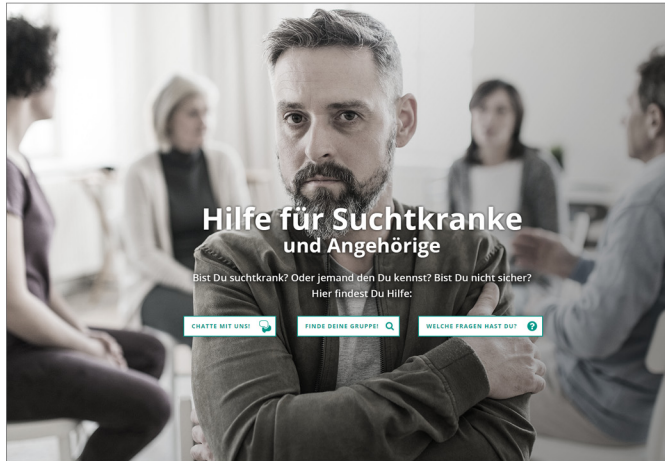 Hilfe für Suchtkranke
und Angehörige
Bist Du suchtkrank? Oder jemand den Du kennst? Bist Du nicht sicher?
Hier findest Du Hilfe:
CHATTE MIT UNS!
FINDE DEINE GRUPPE!
WELCHE FRAGEN HAST DU?